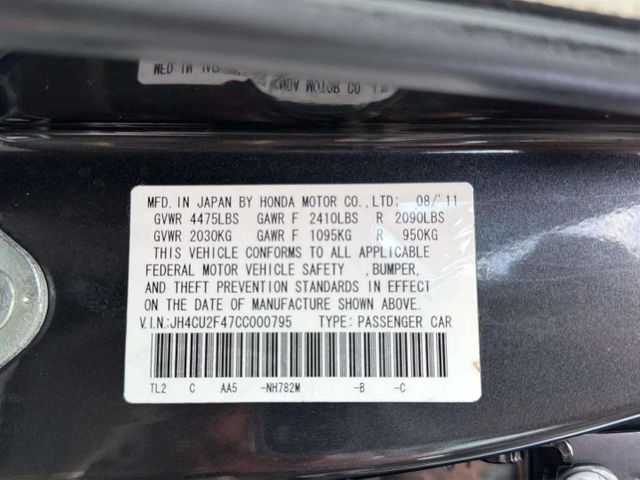 MFD. IN JAPAN BY HONDA MOTOR CO.,LTD: 08/'11
GVWR 4475LBS GAWR F 2410LBS R 2090LBS
GVWR 2030KG GAWR F 1095KG R 950KG
THIS VEHICLE CONFORMS TO ALL APPLICABLE
FEDERAL MOTOR VEHICLE SAFETY ,BUMPER,
AND THEFT PREVENTION STANDARDS IN EFFECT
ON THE DATE OF MANUFACTURE SHOWN ABOVE.
V.I.N.:JH4CU2F47CC000795 TYPE: PASSENGER CAR
TL2 C AA5 -NH782M -B -C